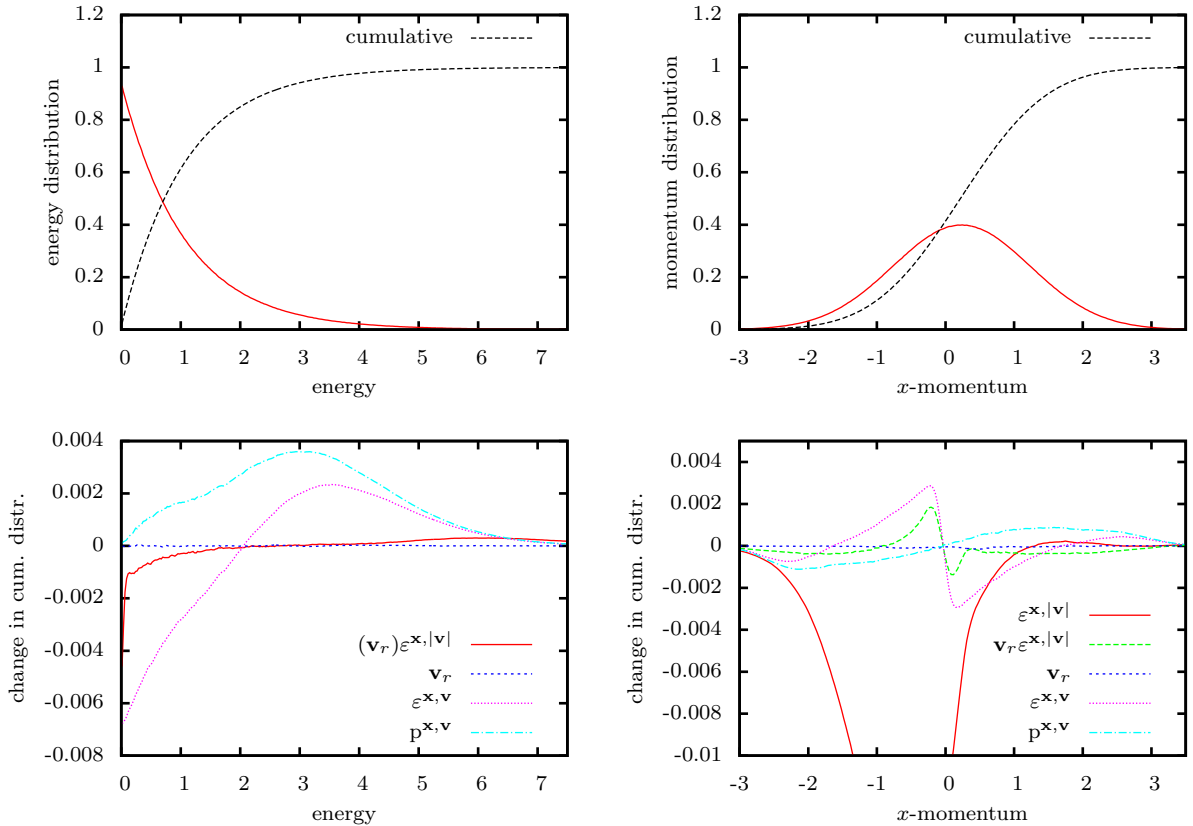 1.2
1
0.8
0.6
0.4
0.2
0
energy distribution
cumulative
0 1 2 3 4 5 6 7
energy
1.2
1
0.8
0.6
0.4
0.2
0
momentum distribution
cumulative
-3 -2 -1 0 1 2 3
x-momentum
0.004
0.002
0
-0.002
-0.004
-0.006
-0.008
change in cum. distr.
(v_r)ε^{x,|v|}
v_r
ε^{x,v}
p^{x,v}
0 1 2 3 4 5 6 7
energy
0.004
0.002
0
-0.002
-0.004
-0.006
-0.008
-0.01
change in cum. distr.
ε^{x,|v|}
v_rε^{x,|v|}
v_r
ε^{x,v}
p^{x,v}
-3 -2 -1 0 1 2 3
x-momentum